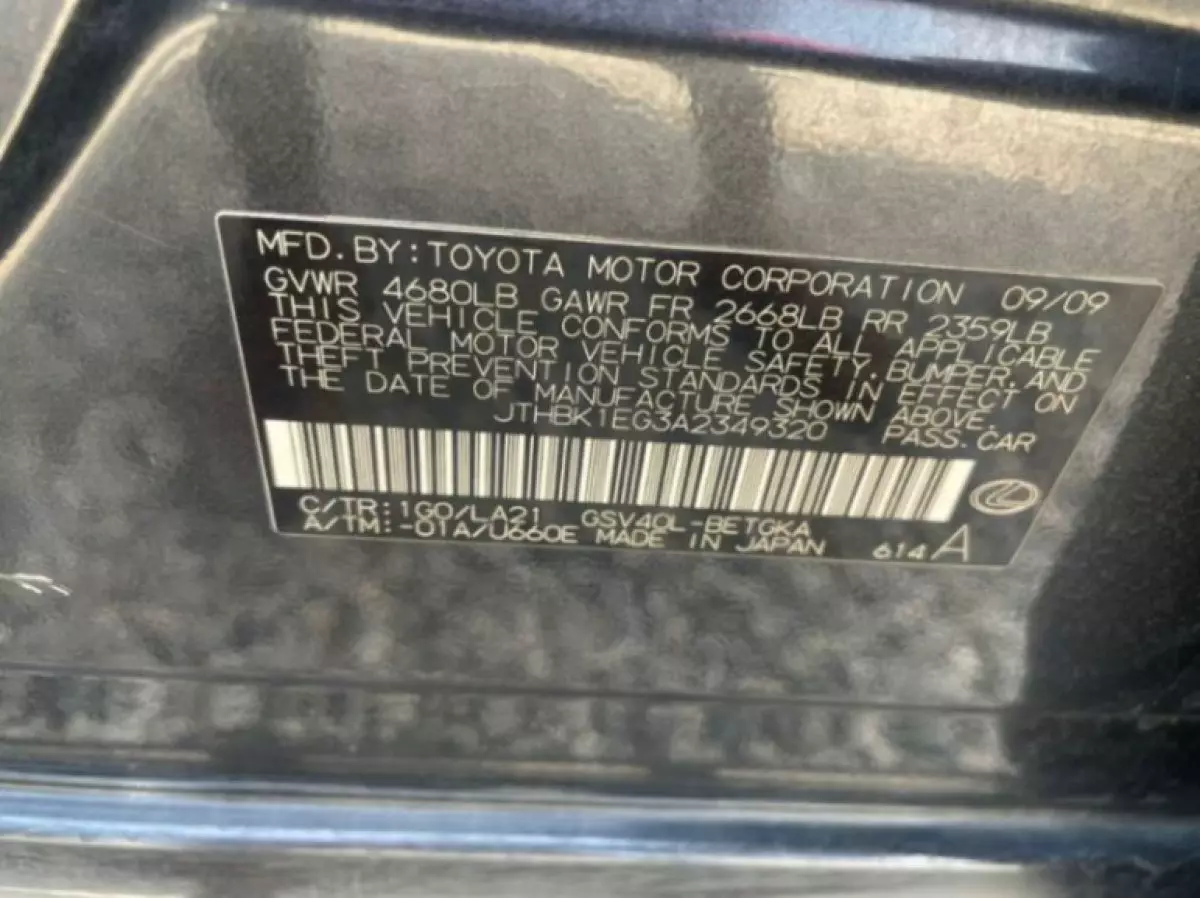 MFD. BY: TOYOTA MOTOR CORPORATION 09/09
GVWR 4680LB GAWR FR 2668LB RR 2359LB
THIS VEHICLE CONFORMS TO ALL APPLICABLE
FEDERAL MOTOR VEHICLE SAFETY, BUMPER, AND
THEFT PREVENTION STANDARDS IN EFFECT ON
THE DATE OF MANUFACTURE SHOWN ABOVE.
JTHBK1EG3A2349320 PASS. CAR
C/TR: 1G0/LA21 GSV40L-BETGKA
A/TM: -01A/U660E MADE IN JAPAN 614 A